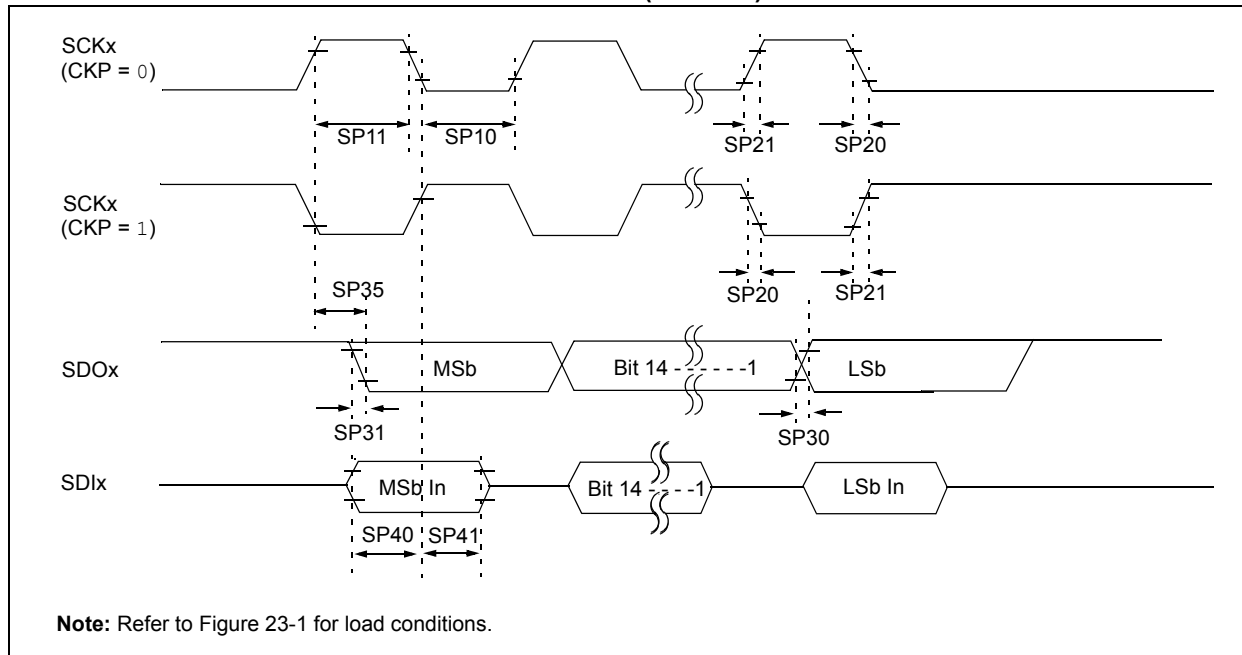 SCKx
(CKP = 0)
SP11
SP10
SP21
SP20
SCKx
(CKP = 1)
SP35
SP20
SP21
SDOx
MSb
Bit 14 - - - - - -1
LSb
SP31
SP30
SDIx
MSb In
Bit 14 - - - -1
LSb In
SP40
SP41
Note: Refer to Figure 23-1 for load conditions.